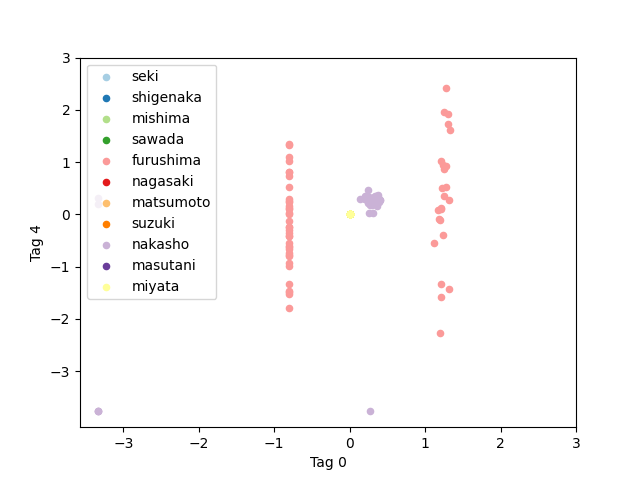 3
2
1
0
−1
−2
−3
Tag 4
seki
shigenaka
mishima
sawada
furushima
nagasaki
matsumoto
suzuki
nakasho
masutani
miyata
−3 −2 −1 0 1 2 3
Tag 0